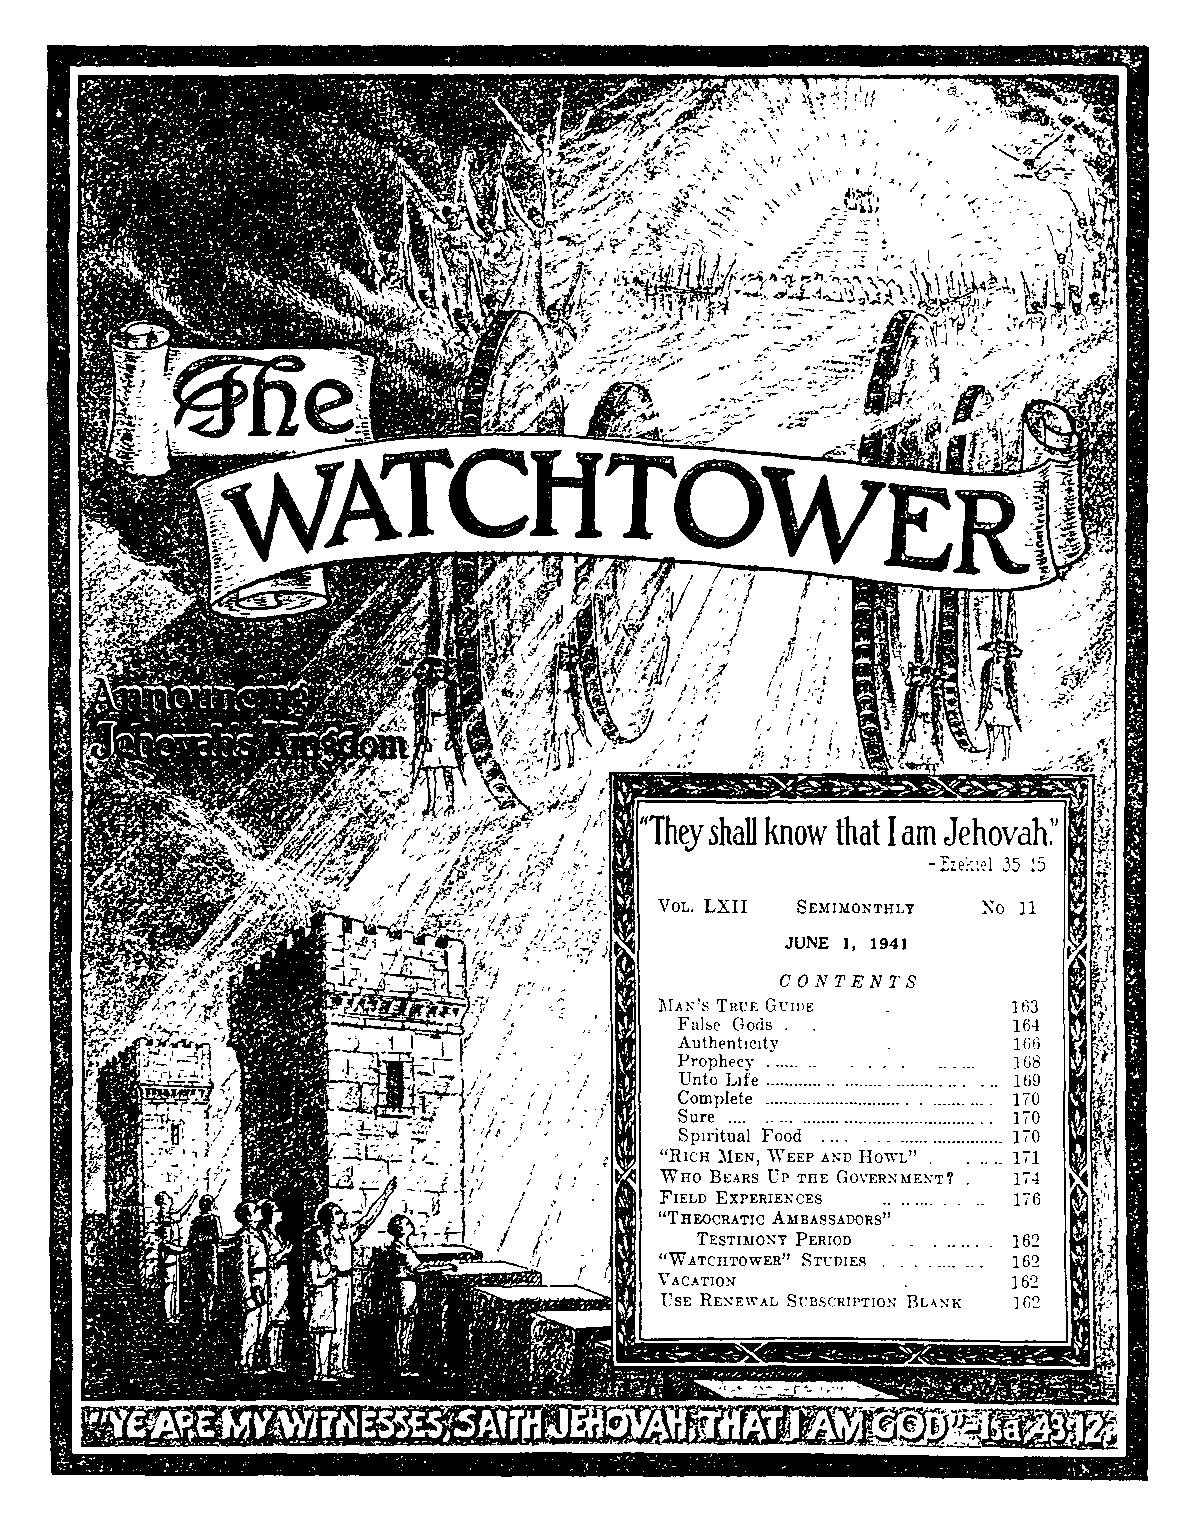 The
WATCHTOWER
Announcing
Jehovah's Kingdom
"They shall know that I am Jehovah."
-Ezekiel 35 15
VOL. LXII SEMIMONTHLY No 11
JUNE 1, 1941
CONTENTS
MAN'S TRUE GUIDE 163
False Gods 164
Authenticity 166
Prophecy 168
Unto Life 169
Complete 170
Sure 170
Spiritual Food 170
"RICH MEN, WEEP AND HOWL" 171
WHO BEARS UP THE GOVERNMENT? 174
FIELD EXPERIENCES 176
"THEOCRATIC AMBASSADORS"
TESTIMONY PERIOD 162
"WATCHTOWER" STUDIES 162
VACATION 162
USE RENEWAL SUBSCRIPTION BLANK 162
"YE ARE MY WITNESSES, SAITH JEHOVAH, THAT I AM GOD"-Isa 43:12.